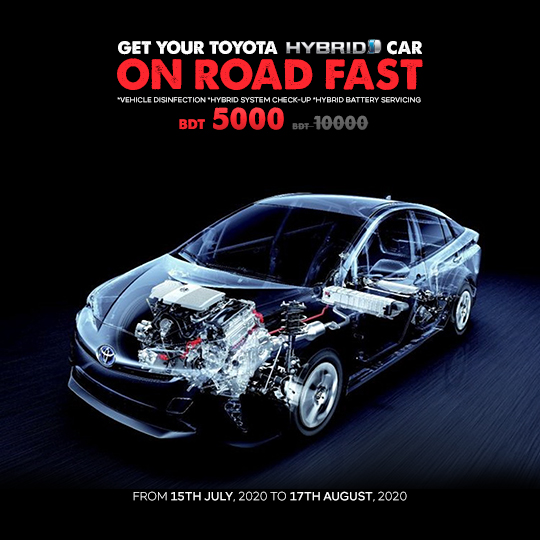 GET YOUR TOYOTA HYBRID CAR
ON ROAD FAST
*VEHICLE DISINFECTION *HYBRID SYSTEM CHECK-UP *HYBRID BATTERY SERVICING
BDT 5000 BDT 10000
FROM 15TH JULY, 2020 TO 17TH AUGUST, 2020